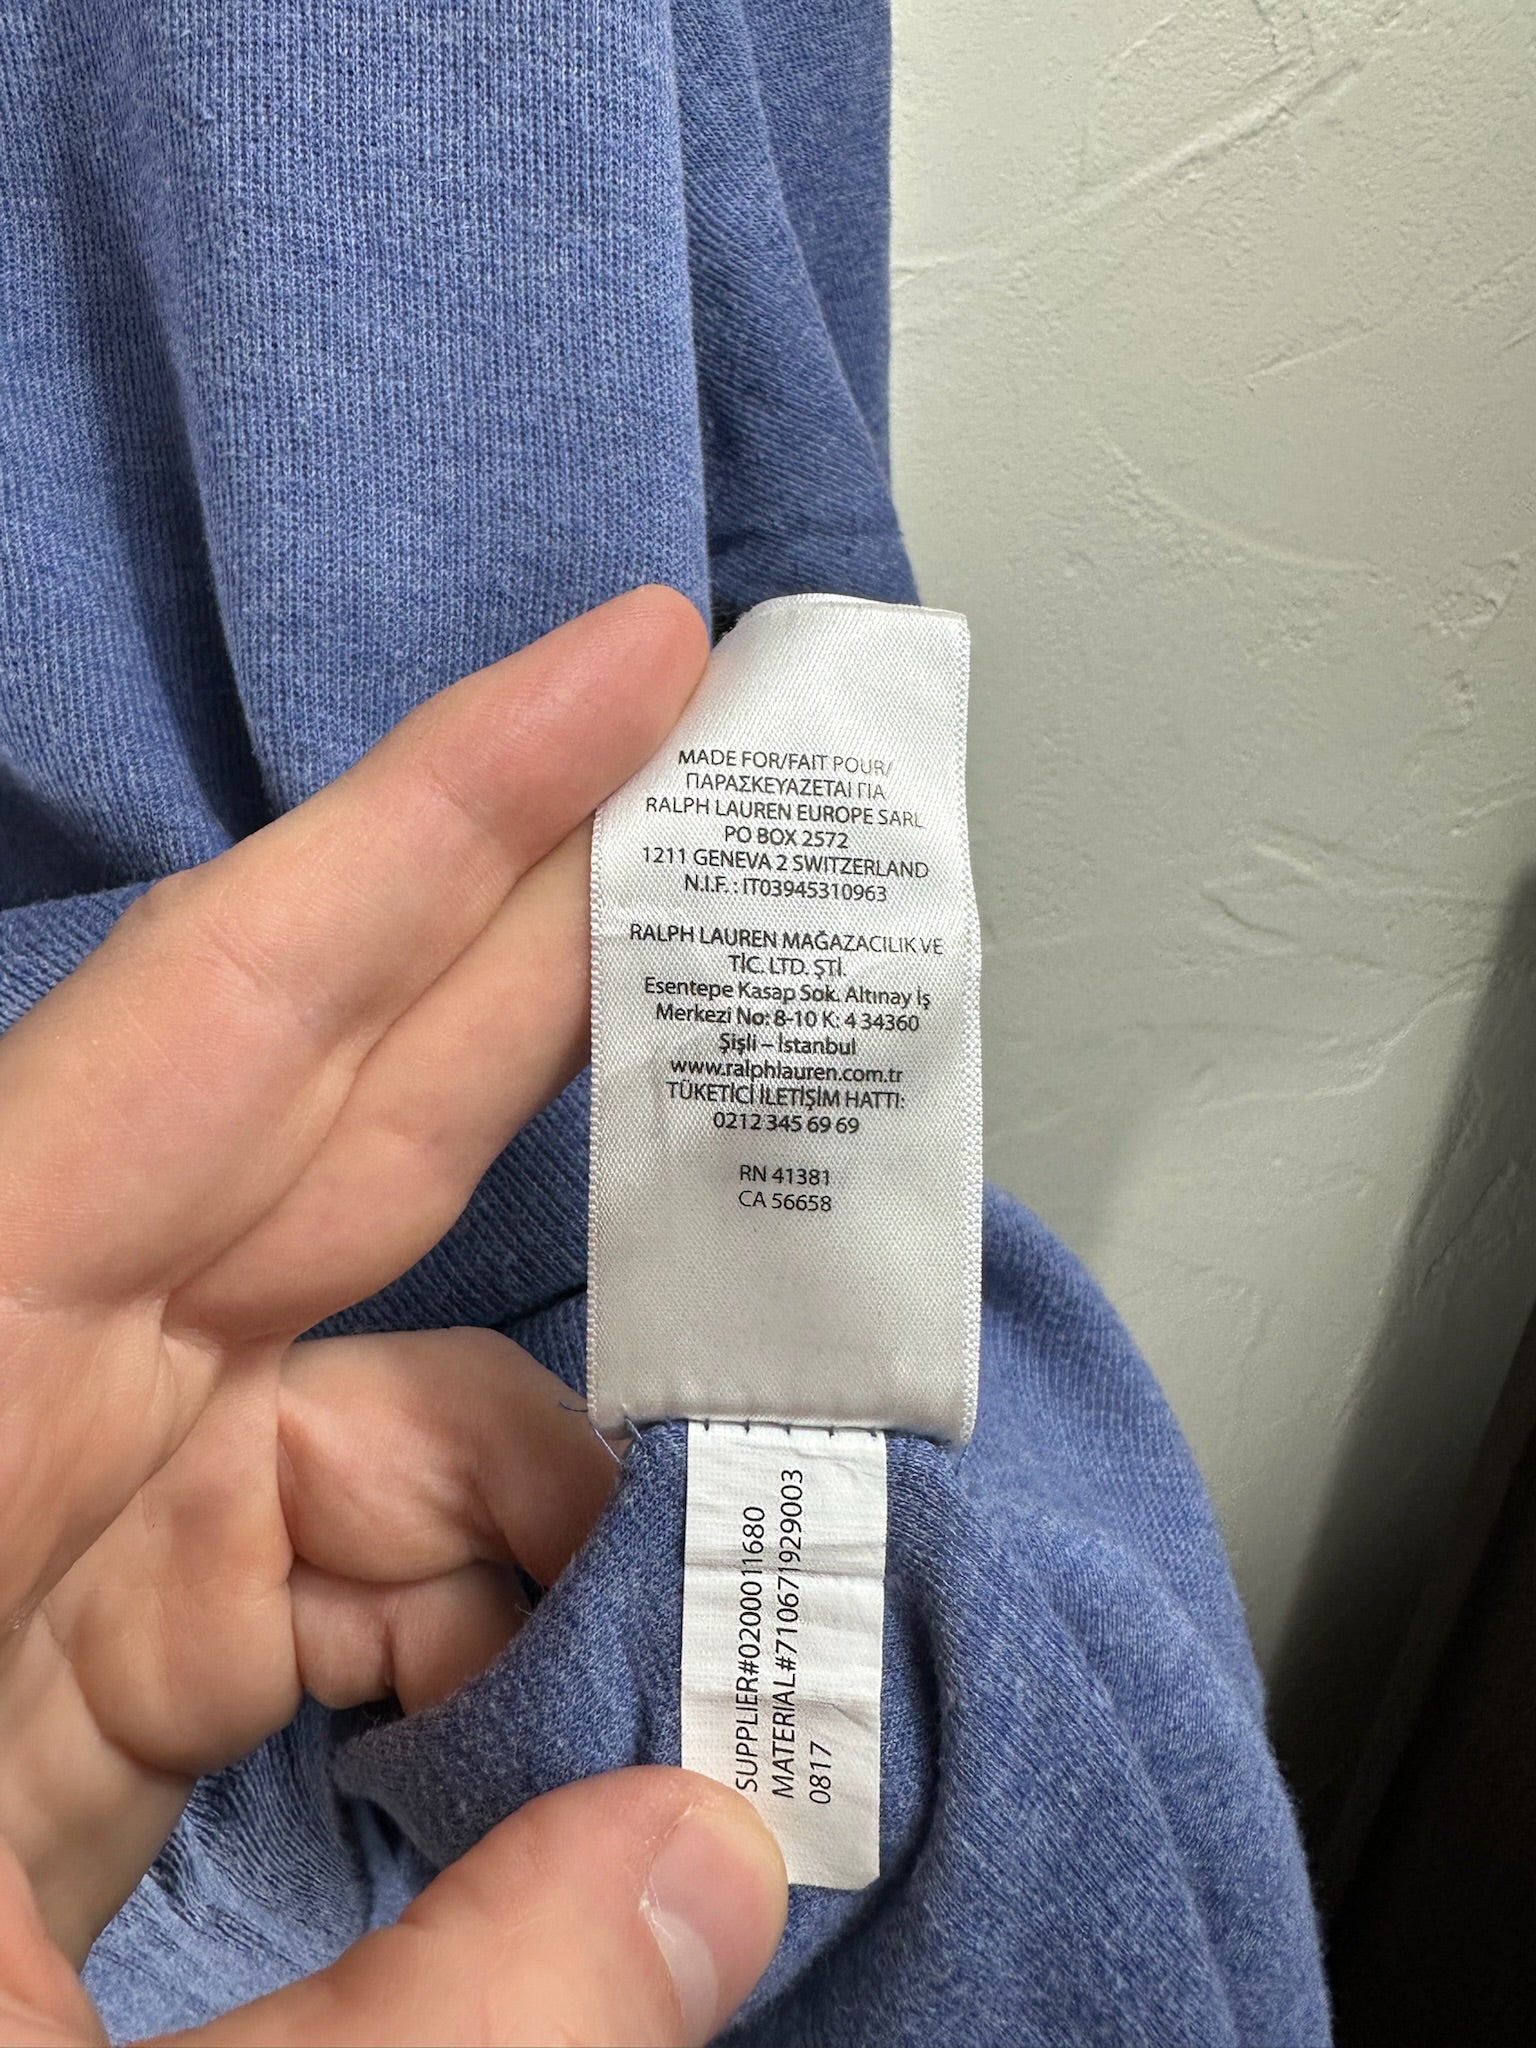 MADE FOR/FAIT POUR/
ΠΑΡΑΣΚΕΥΑΖΕΤΑΙ ΓΙΑ
RALPH LAUREN EUROPE SARL
PO BOX 2572
1211 GENEVA 2 SWITZERLAND
N.I.F. : IT03945310963
RALPH LAUREN MAĞAZACILIK VE
TİC. LTD. ŞTİ.
Esentepe Kasap Sok. Altınay İş
Merkezi No: 8-10 K: 4 34360
Şişli – İstanbul
www.ralphlauren.com.tr
TÜKETİCİ İLETİŞİM HATTI:
0212 345 69 69
RN 41381
CA 56658
SUPPLIER#0200011680
MATERIAL#710671929003
0817